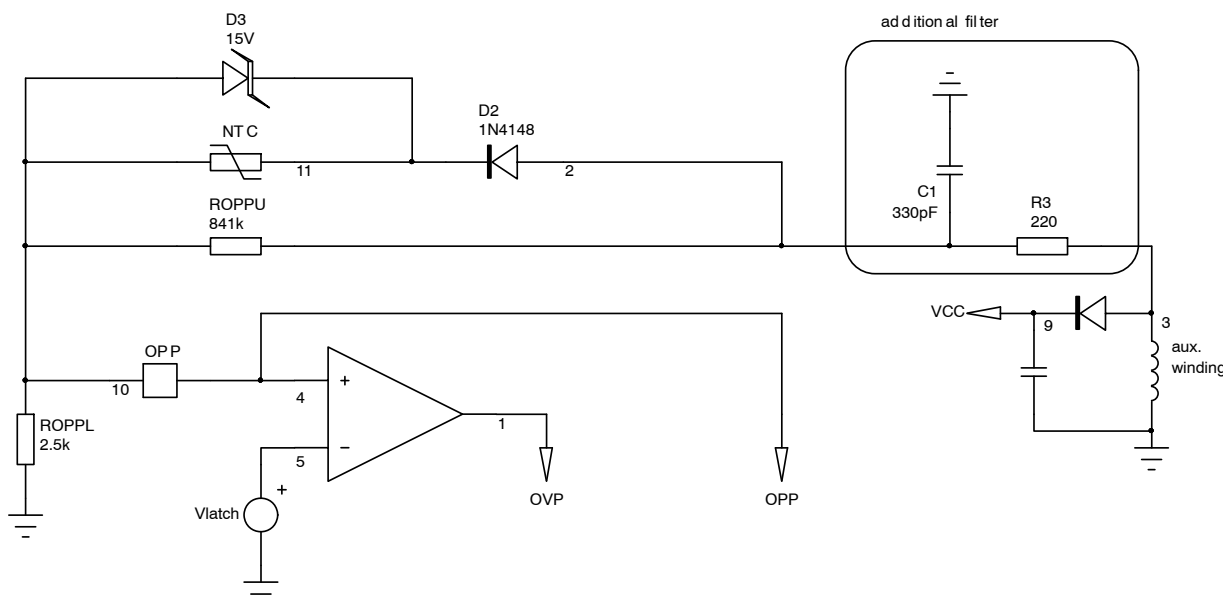 additional filter
D3
15V
D2
1N4148
NTC
11
2
C1
330pF
R3
220
ROPPU
841k
VCC
9
3
aux.
winding
OPP
10
4
+
1
ROPPL
2.5k
5
−
+
Vlatch
OVP
OPP